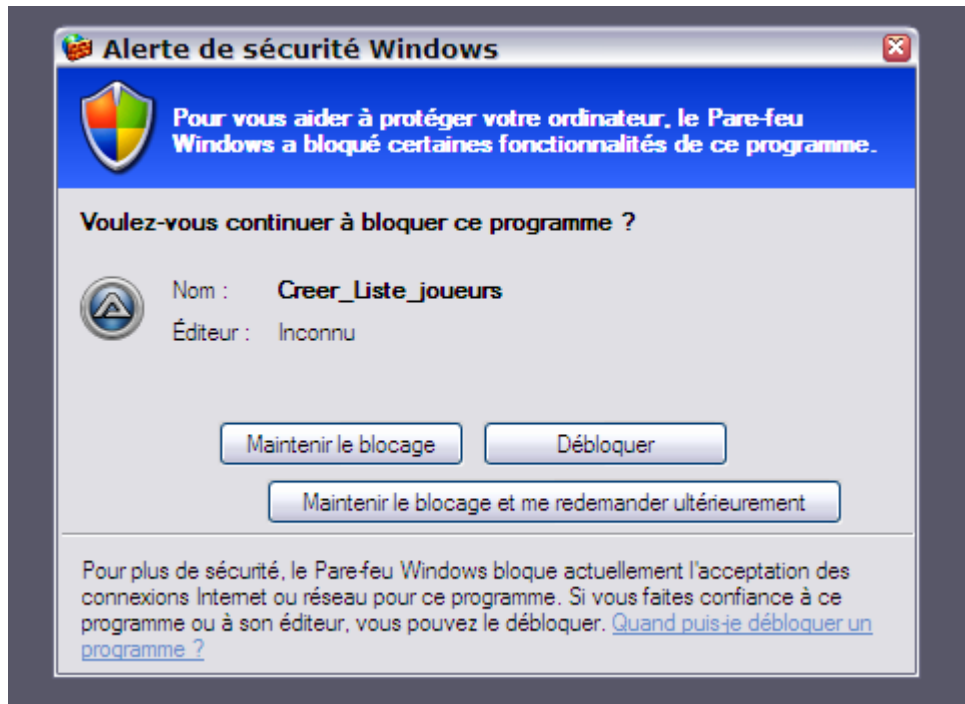 Alerte de sécurité Windows
Pour vous aider à protéger votre ordinateur, le Pare-feu
Windows a bloqué certaines fonctionnalités de ce programme.
Voulez-vous continuer à bloquer ce programme ?
Nom : Creer_Liste_joueurs
Éditeur : Inconnu
Maintenir le blocage Débloquer
Maintenir le blocage et me redemander ultérieurement
Pour plus de sécurité, le Pare-feu Windows bloque actuellement l'acceptation des
connexions Internet ou réseau pour ce programme. Si vous faites confiance à ce
programme ou à son éditeur, vous pouvez le débloquer. Quand puis-je débloquer un
programme ?